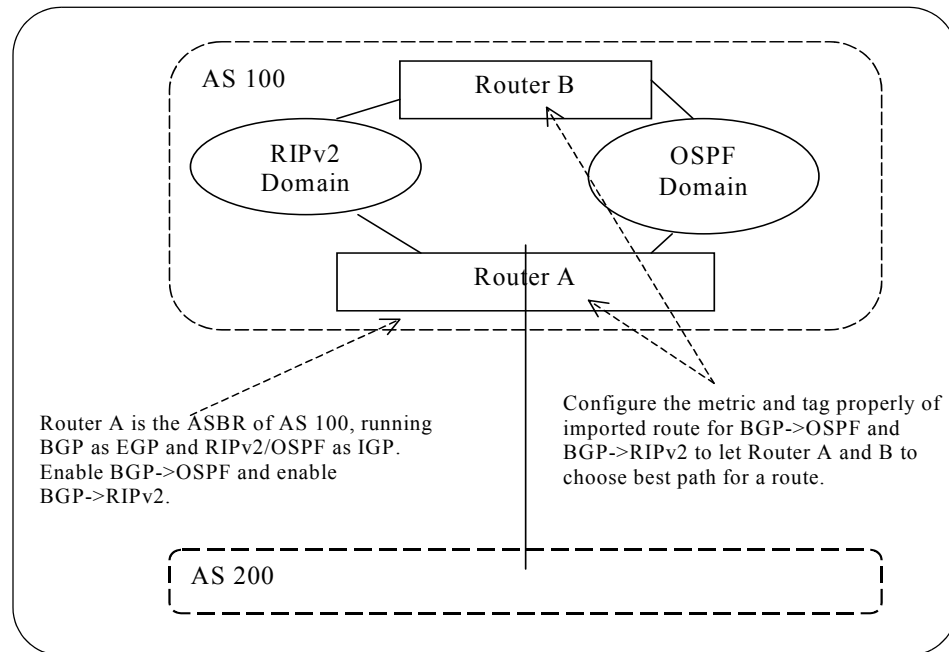 AS 100
Router B
RIPv2
Domain
OSPF
Domain
Router A
Router A is the ASBR of AS 100, running
BGP as EGP and RIPv2/OSPF as IGP.
Enable BGP->OSPF and enable
BGP->RIPv2.
Configure the metric and tag properly of
imported route for BGP->OSPF and
BGP->RIPv2 to let Router A and B to
choose best path for a route.
AS 200